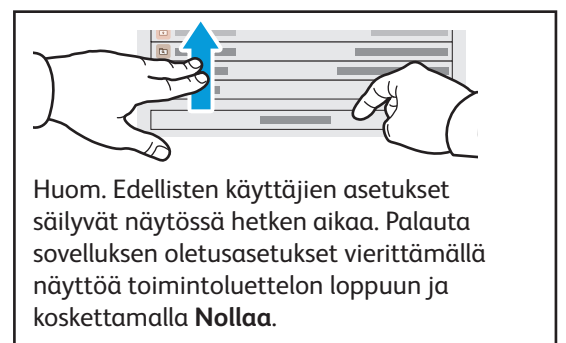 Huom. Edellisten käyttäjien asetukset
säilyvät näytössä hetken aikaa. Palauta
sovelluksen oletusasetukset vierittämällä
näyttöä toimintoluettelon loppuun ja
koskettamalla Nollaa.